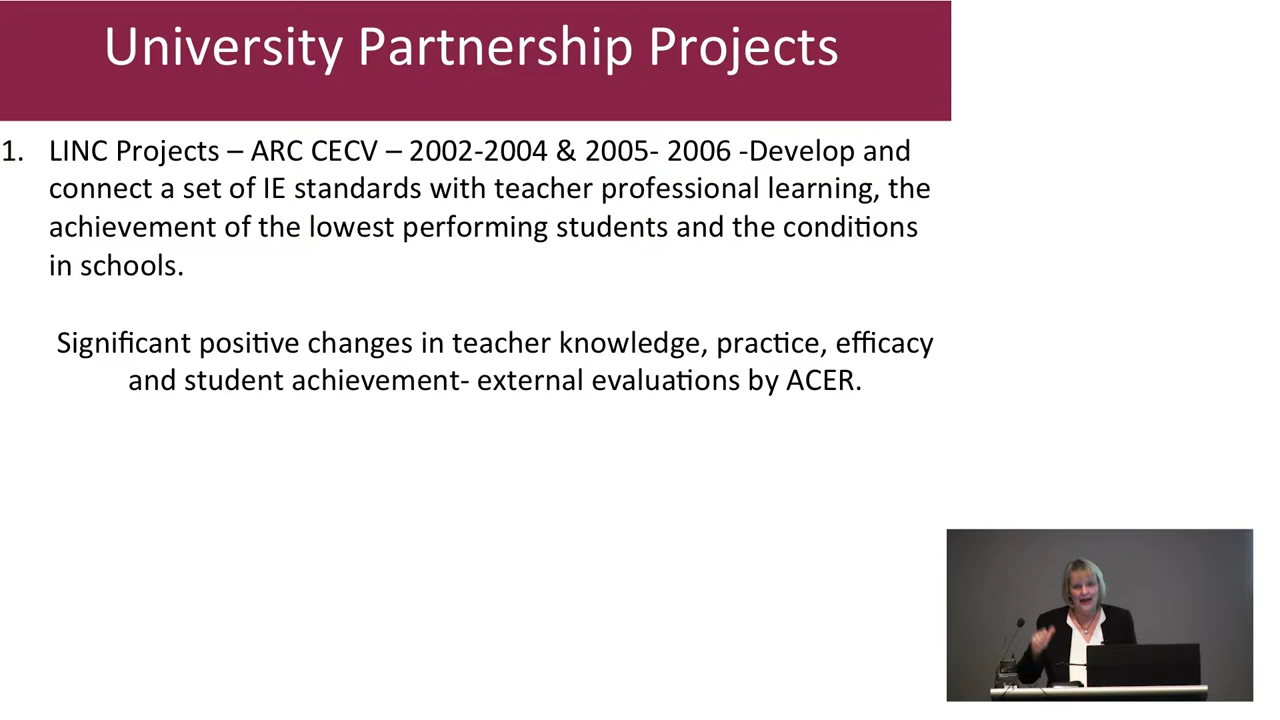 University Partnership Projects
1. LINC Projects – ARC CECV – 2002-2004 & 2005- 2006 -Develop and
connect a set of IE standards with teacher professional learning, the
achievement of the lowest performing students and the conditions
in schools.
Significant positive changes in teacher knowledge, practice, efficacy
and student achievement- external evaluations by ACER.